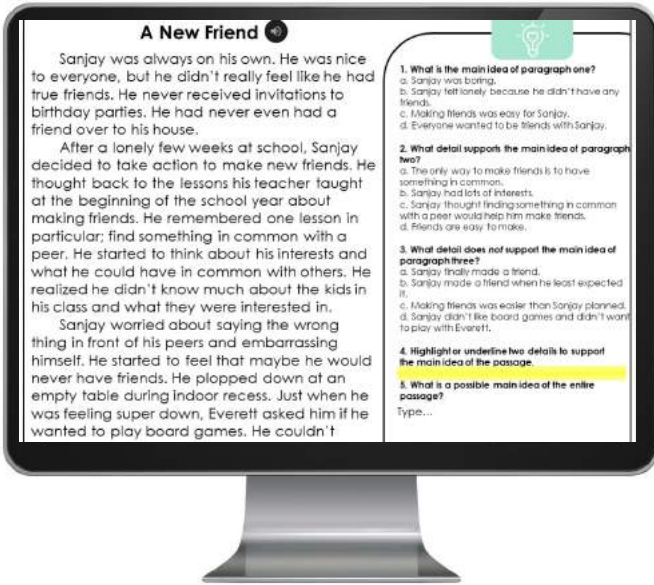 A New Friend
Sanjay was always on his own. He was nice
to everyone, but he didn't really feel like he had
true friends. He never received invitations to
birthday parties. He had never even had a
friend over to his house.
After a lonely few weeks at school, Sanjay
decided to take action to make new friends. He
thought back to the lessons his teacher taught
at the beginning of the school year about
making friends. He remembered one lesson in
particular; find something in common with a
peer. He started to think about his interests and
what he could have in common with others. He
realized he didn't know much about the kids in
his class and what they were interested in.
Sanjay worried about saying the wrong
thing in front of his peers and embarrassing
himself. He started to feel that maybe he would
never have friends. He plopped down at an
empty table during indoor recess. Just when he
was feeling super down, Everett asked him if he
wanted to play board games. He couldn't
1. What is the main idea of paragraph one?
a. Sanjay was boring.
b. Sanjay felt lonely because he didn't have any
friends.
c. Making friends was easy for Sanjay.
d. Everyone wanted to be friends with Sanjay.
2. What detail supports the main idea of paragraph
two?
a. The only way to make friends is to have
something in common.
b. Sanjay had lots of interests.
c. Sanjay thought finding something in common
with a peer would help him make friends.
d. Friends are easy to make.
3. What detail does not support the main idea of
paragraph three?
a. Sanjay finally made a friend.
b. Sanjay made a friend when he least expected
it.
c. Making friends was easier than Sanjay planned.
d. Sanjay didn't like board games and didn't want
to play with Everett.
4. Highlight or underline two details to support
the main idea of the passage.
5. What is a possible main idea of the entire
passage?
Type...